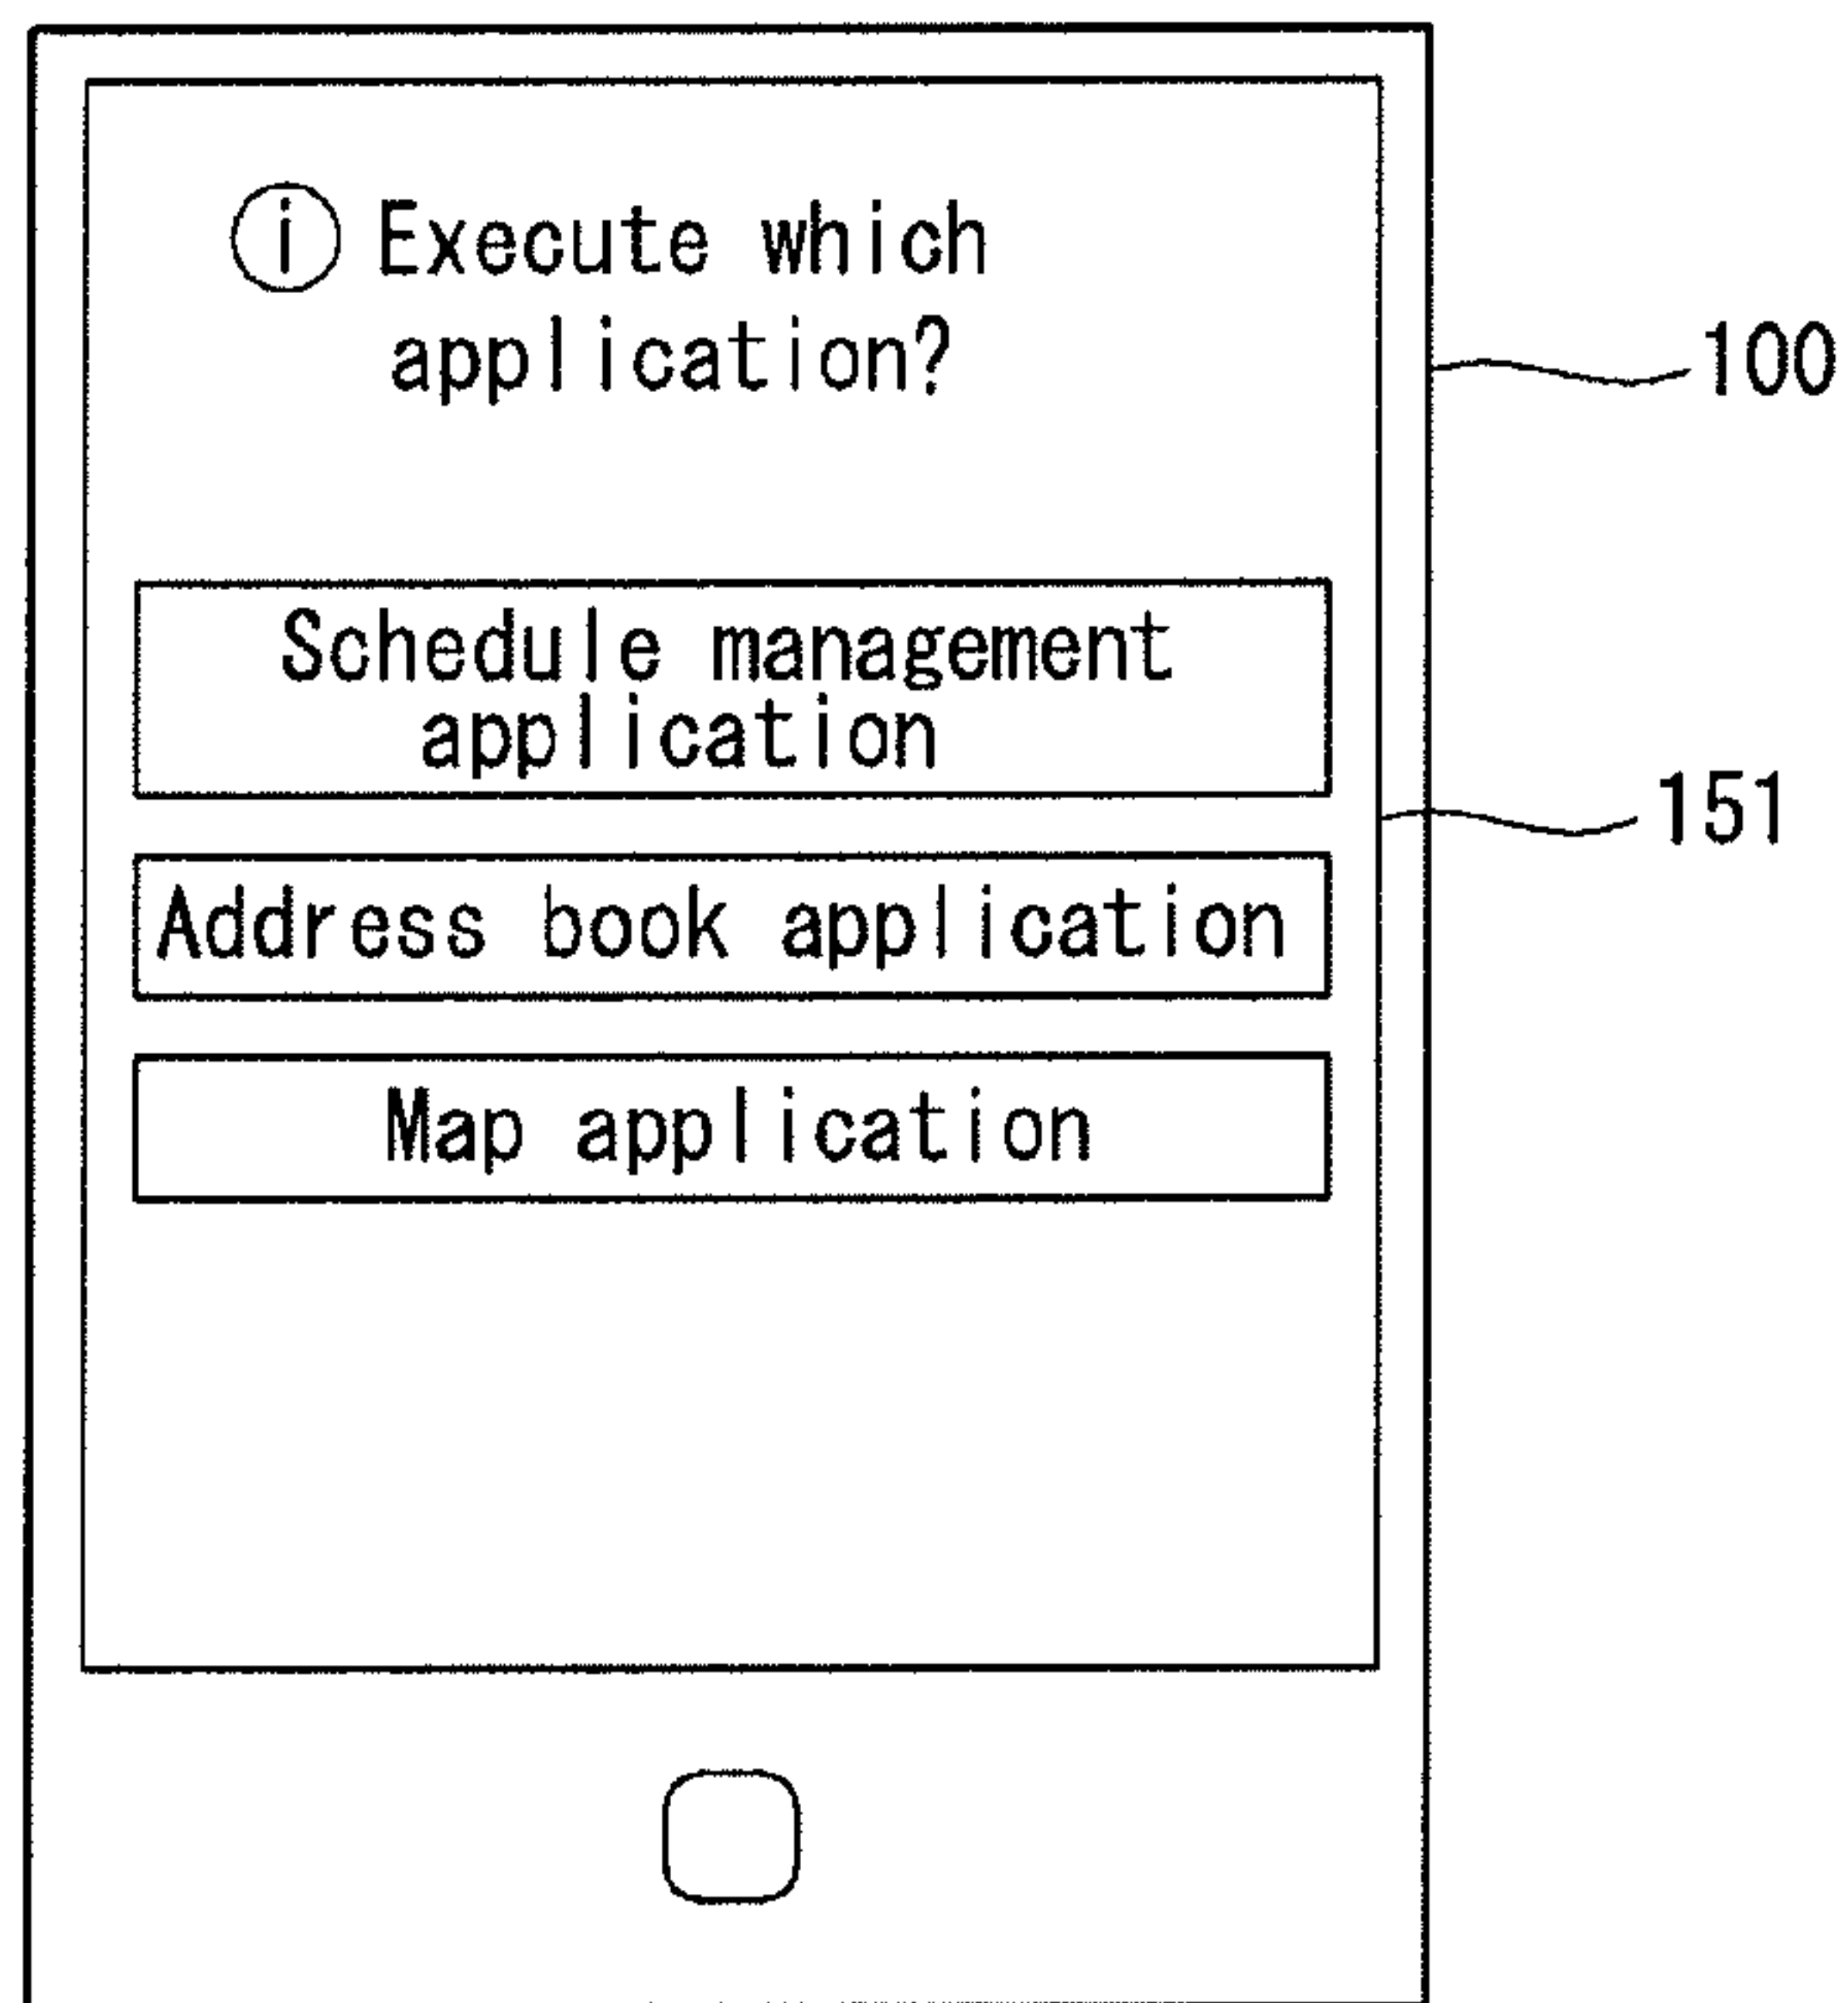 ⓘ Execute which
application?
100
Schedule management
application
151
Address book application
Map application